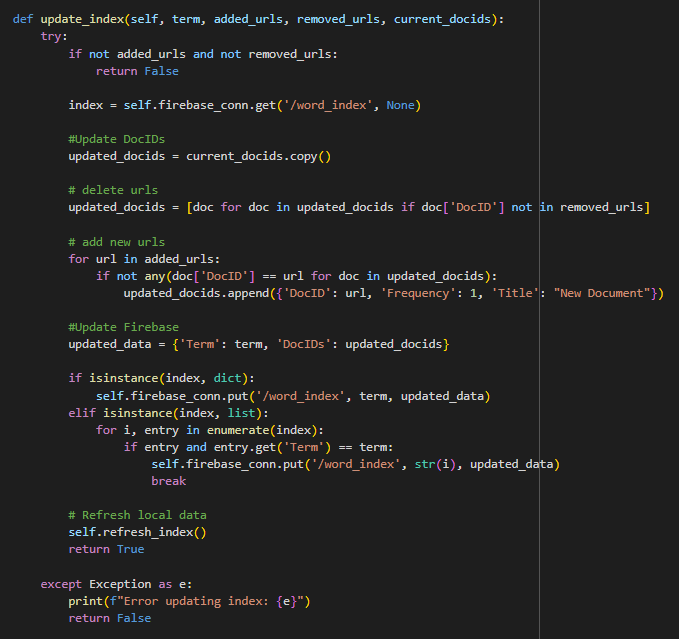 def update_index(self, term, added_urls, removed_urls, current_docids):
    try:
        if not added_urls and not removed_urls:
            return False

        index = self.firebase_conn.get('/word_index', None)

        #Update DocIDs
        updated_docids = current_docids.copy()

        # delete urls
        updated_docids = [doc for doc in updated_docids if doc['DocID'] not in removed_urls]

        # add new urls
        for url in added_urls:
            if not any(doc['DocID'] == url for doc in updated_docids):
                updated_docids.append({'DocID': url, 'Frequency': 1, 'Title': "New Document"})

        #Update Firebase
        updated_data = {'Term': term, 'DocIDs': updated_docids}

        if isinstance(index, dict):
            self.firebase_conn.put('/word_index', term, updated_data)
        elif isinstance(index, list):
            for i, entry in enumerate(index):
                if entry and entry.get('Term') == term:
                    self.firebase_conn.put('/word_index', str(i), updated_data)
                    break

        # Refresh local data
        self.refresh_index()
        return True

    except Exception as e:
        print(f"Error updating index: {e}")
        return False